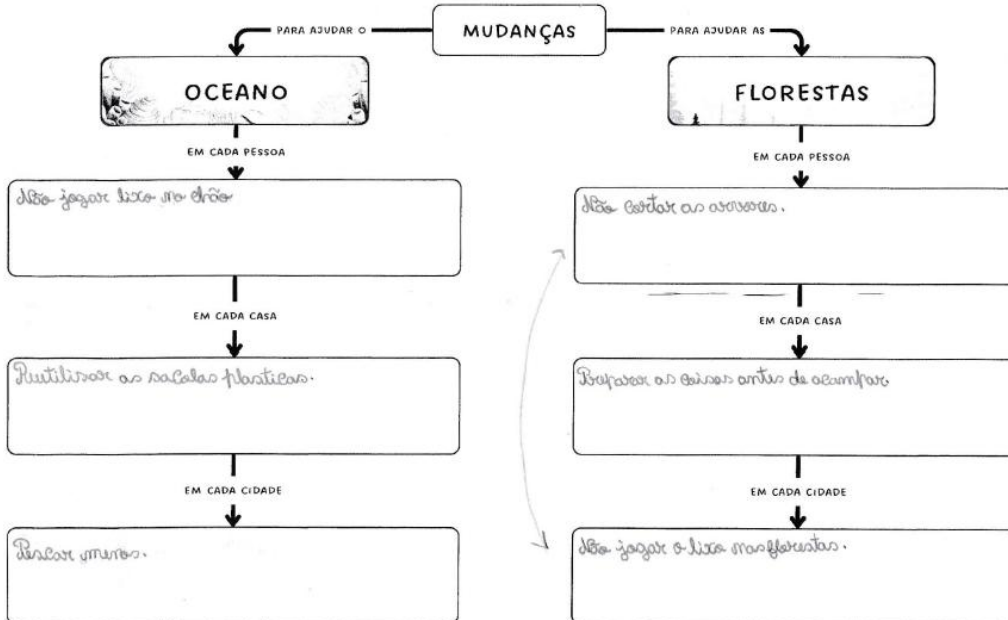 MUDANÇAS
PARA AJUDAR O
PARA AJUDAR AS
OCEANO
FLORESTAS
EM CADA PESSOA
EM CADA PESSOA
Não jogar lixo no chão
Não cortar as arvores.
EM CADA CASA
EM CADA CASA
Reutilisar as sacolas plasticas.
Preparar as coisas antes de acampar
EM CADA CIDADE
EM CADA CIDADE
Pescar menos.
Não jogar o lixo nas florestas.